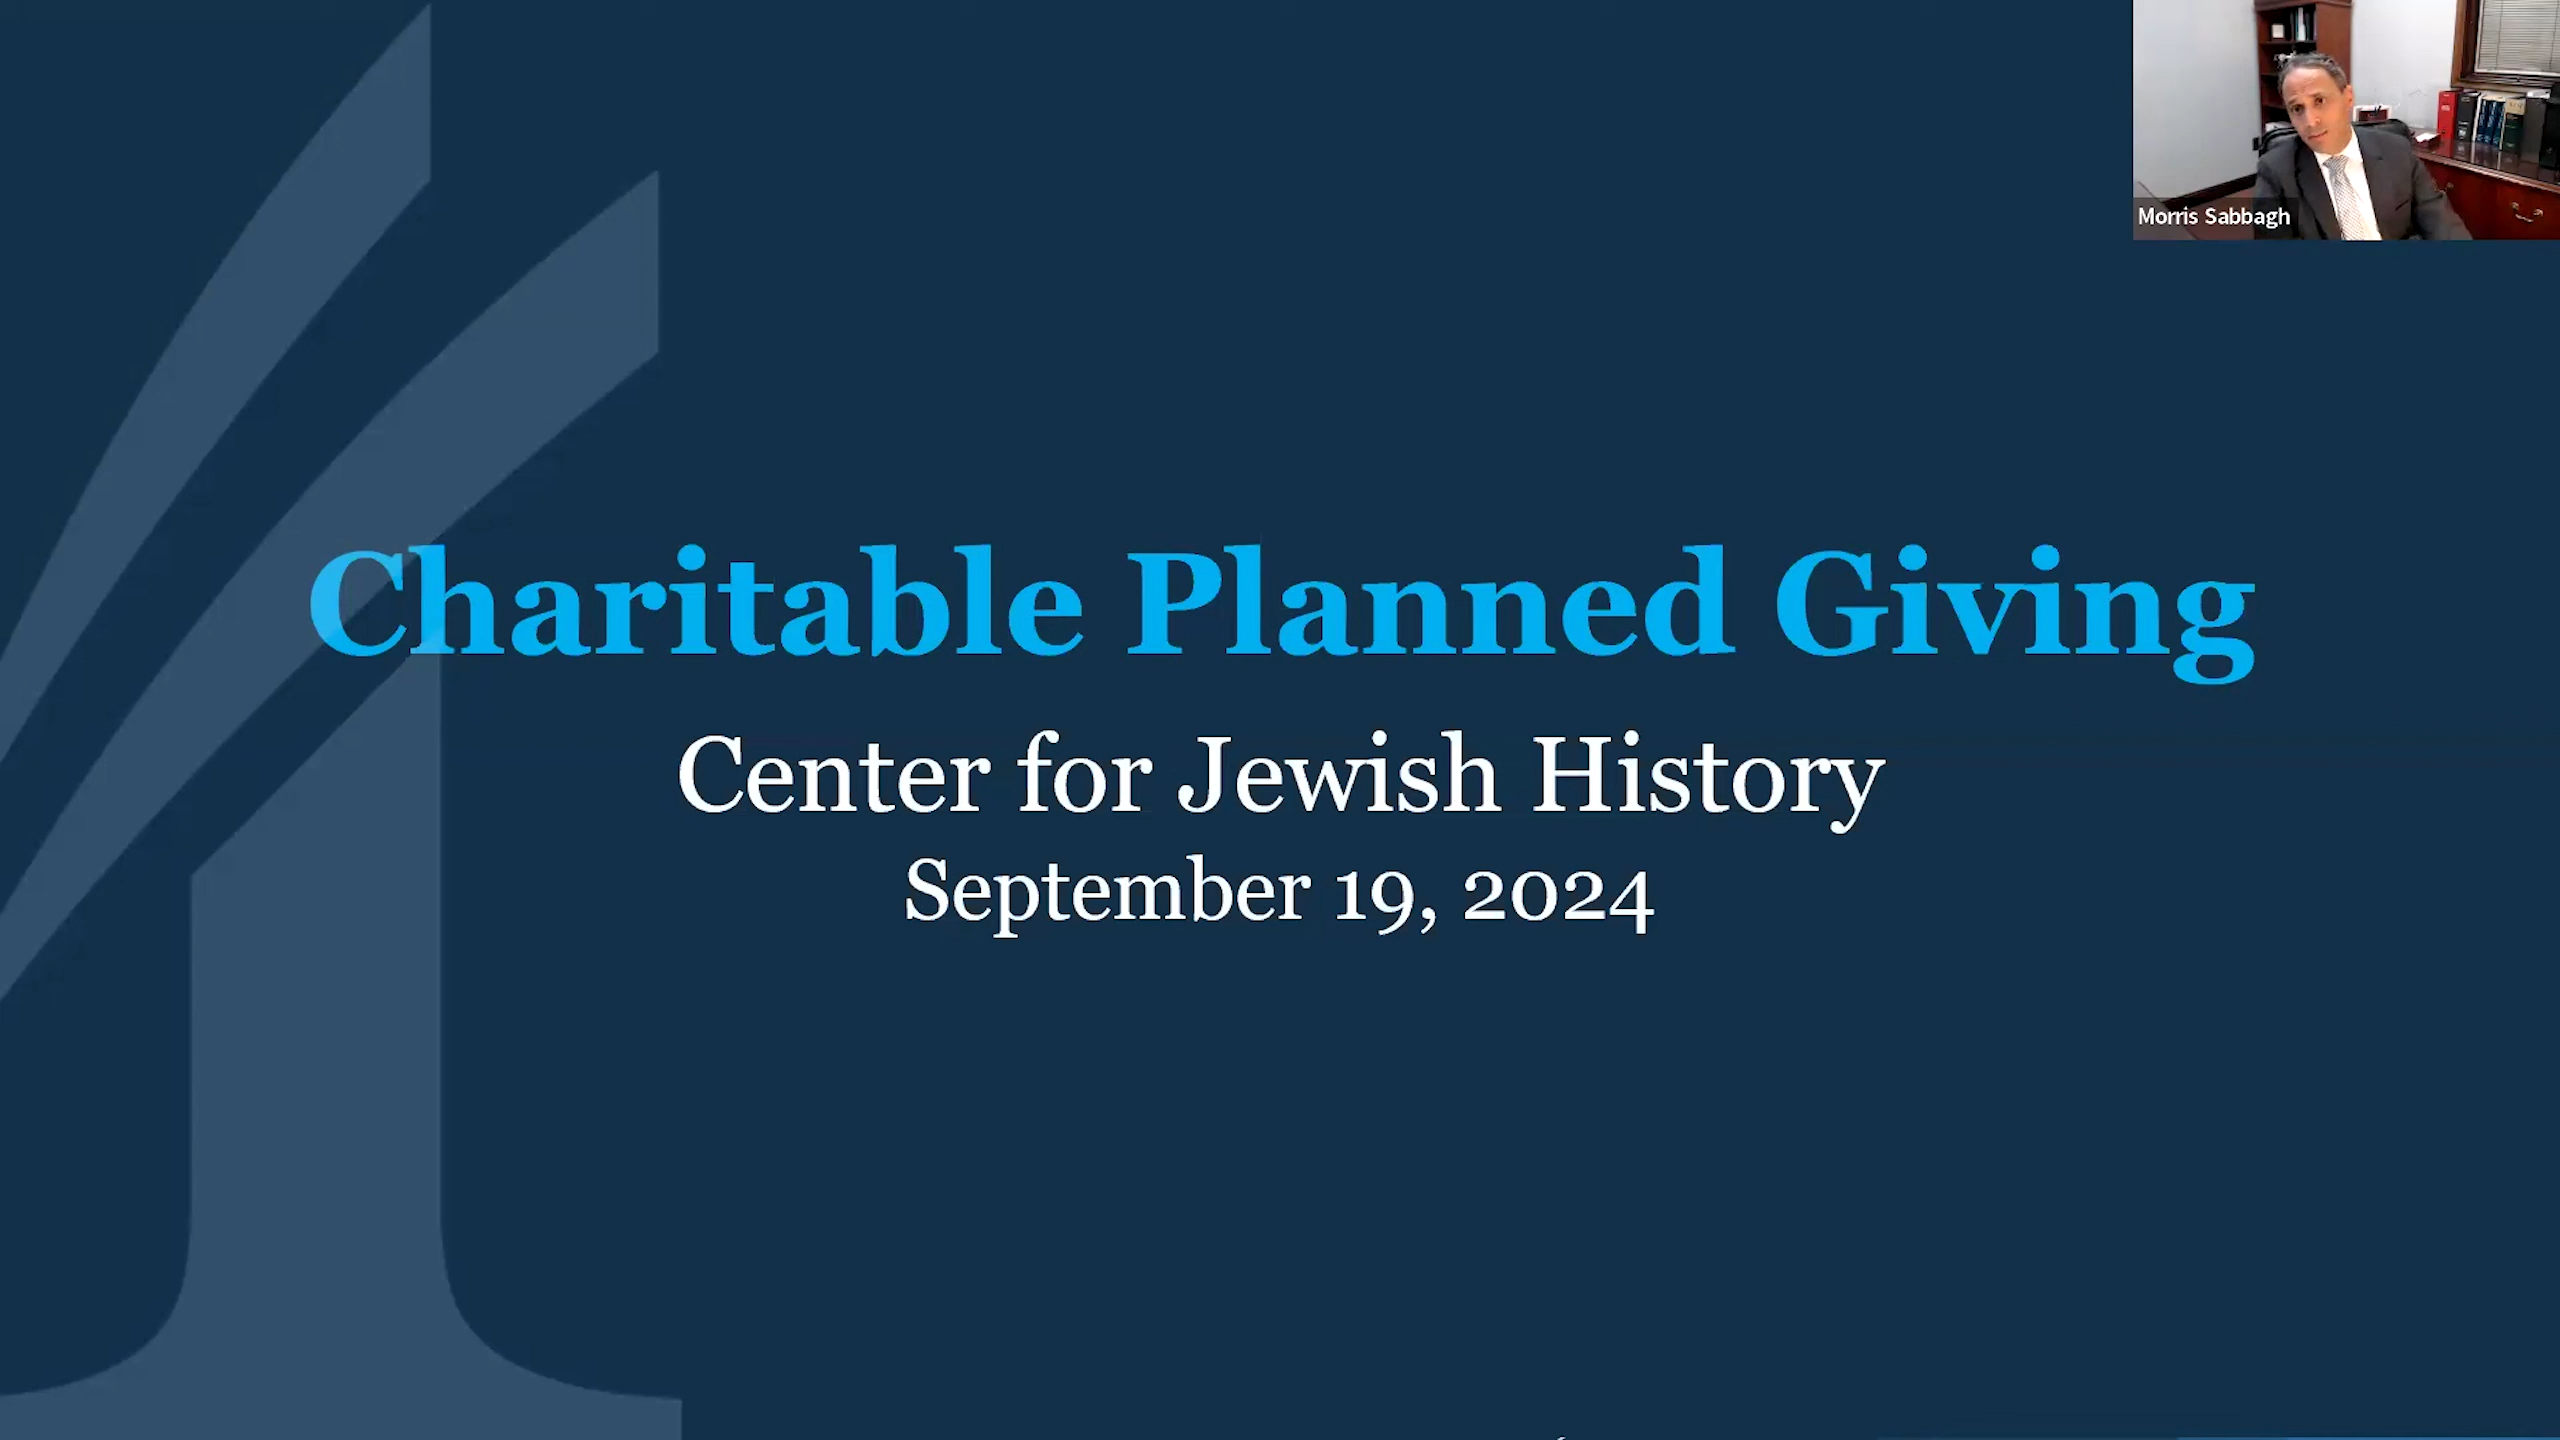 Morris Sabbagh
Charitable Planned Giving
Center for Jewish History
September 19, 2024